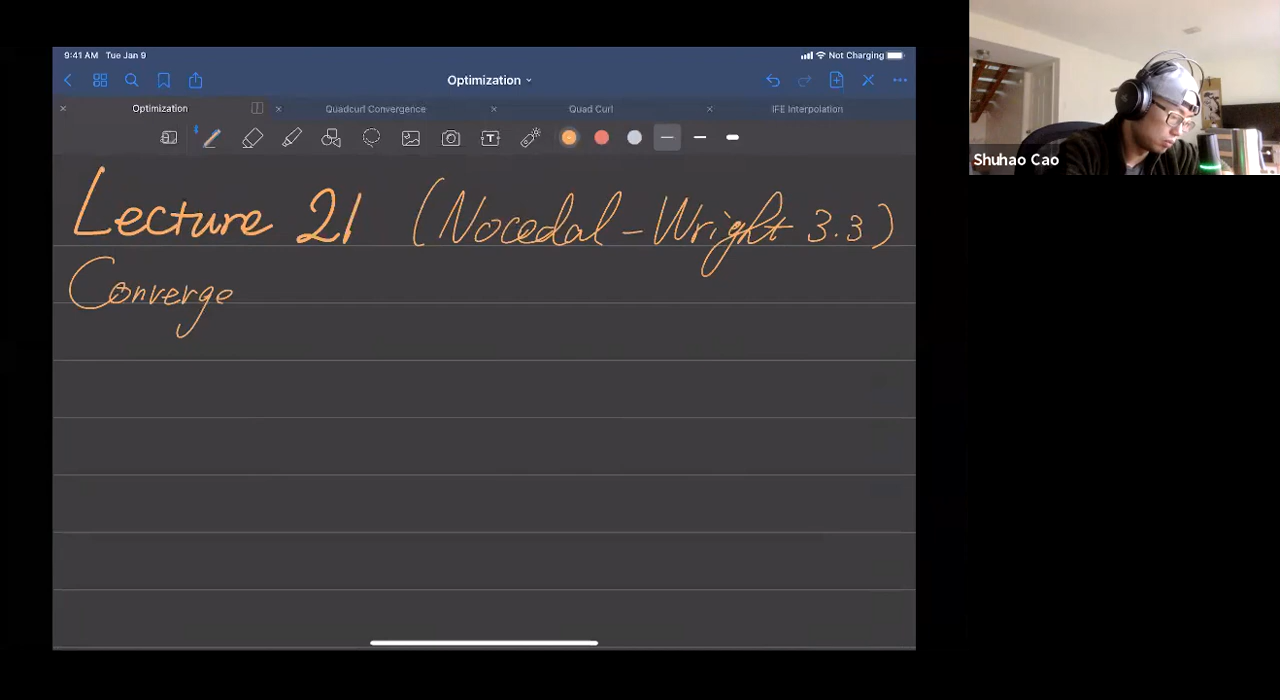 9:41 AM Tue Jan 9
Not Charging
Optimization
Optimization
Quadcurl Convergence
Quad Curl
IFE Interpolation
T
Lecture 21 (Nocedal-Wright 3.3)
Converge
Shuhao Cao